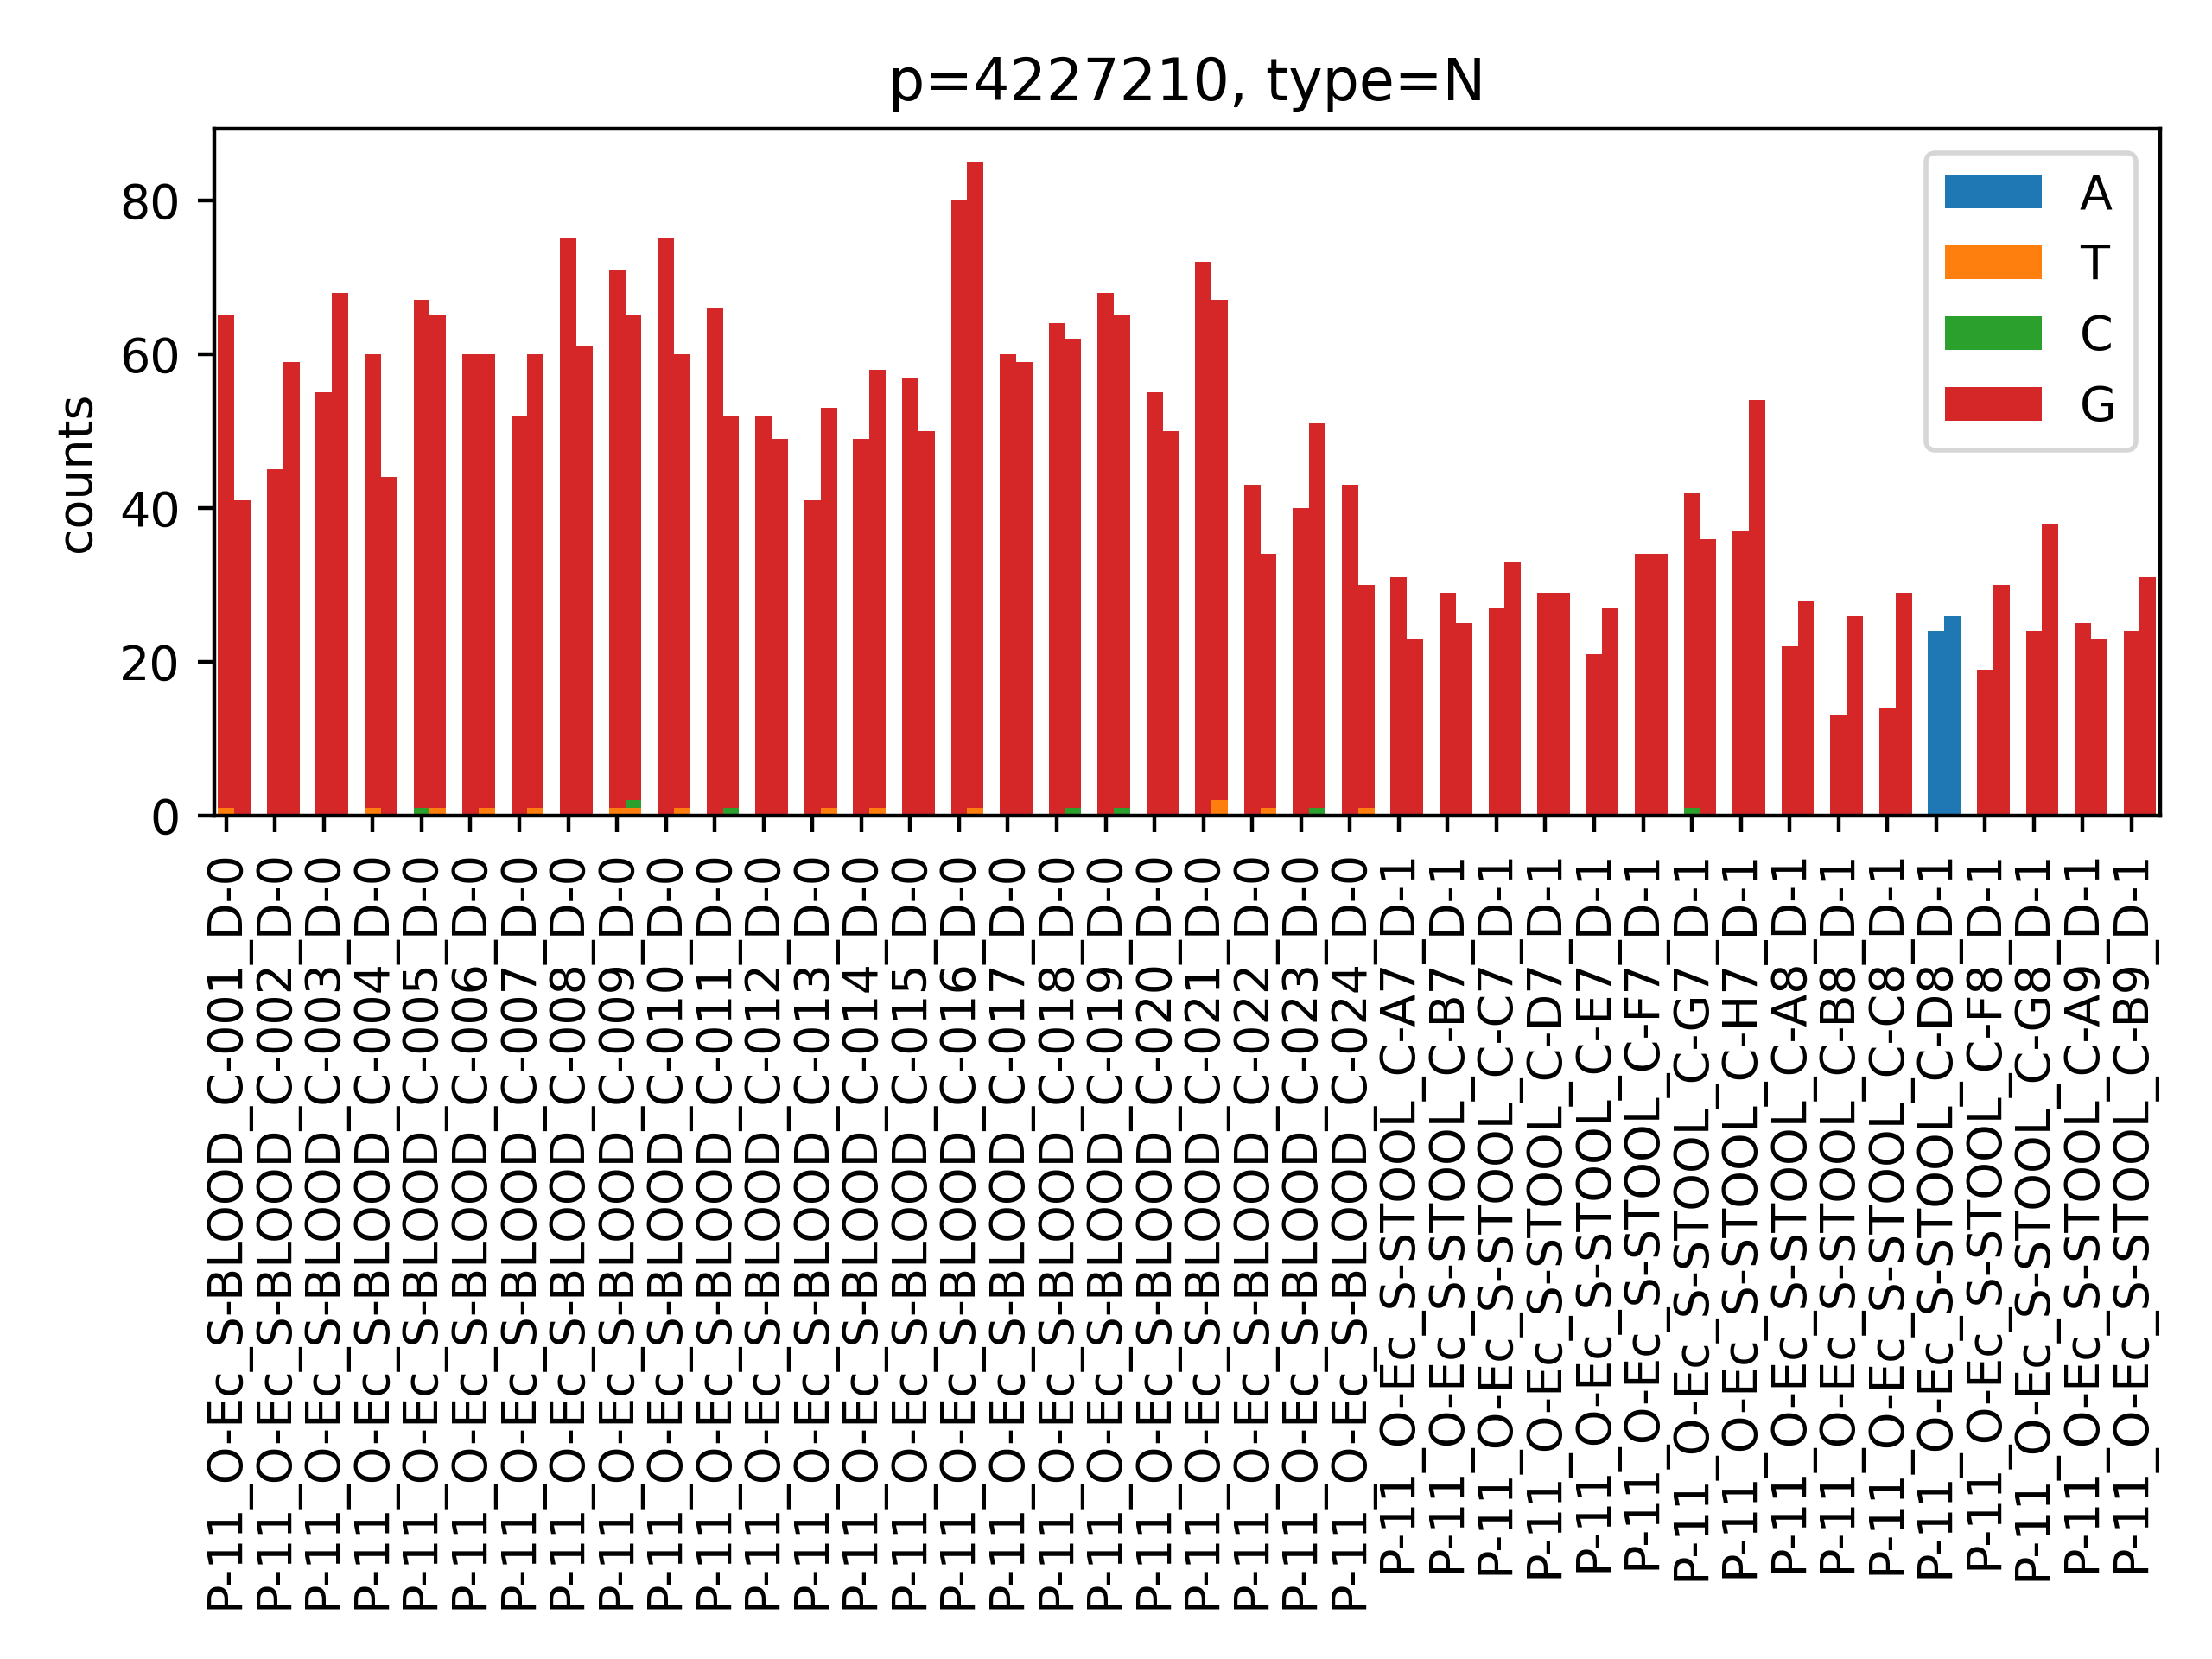 p=4227210, type=N
counts
80
60
40
20
0
A
T
C
G
P-11_O-Ec_S-BLOOD_C-001_D-0
P-11_O-Ec_S-BLOOD_C-002_D-0
P-11_O-Ec_S-BLOOD_C-003_D-0
P-11_O-Ec_S-BLOOD_C-004_D-0
P-11_O-Ec_S-BLOOD_C-005_D-0
P-11_O-Ec_S-BLOOD_C-006_D-0
P-11_O-Ec_S-BLOOD_C-007_D-0
P-11_O-Ec_S-BLOOD_C-008_D-0
P-11_O-Ec_S-BLOOD_C-009_D-0
P-11_O-Ec_S-BLOOD_C-010_D-0
P-11_O-Ec_S-BLOOD_C-011_D-0
P-11_O-Ec_S-BLOOD_C-012_D-0
P-11_O-Ec_S-BLOOD_C-013_D-0
P-11_O-Ec_S-BLOOD_C-014_D-0
P-11_O-Ec_S-BLOOD_C-015_D-0
P-11_O-Ec_S-BLOOD_C-016_D-0
P-11_O-Ec_S-BLOOD_C-017_D-0
P-11_O-Ec_S-BLOOD_C-018_D-0
P-11_O-Ec_S-BLOOD_C-019_D-0
P-11_O-Ec_S-BLOOD_C-020_D-0
P-11_O-Ec_S-BLOOD_C-021_D-0
P-11_O-Ec_S-BLOOD_C-022_D-0
P-11_O-Ec_S-BLOOD_C-023_D-0
P-11_O-Ec_S-BLOOD_C-024_D-0
P-11_O-Ec_S-STOOL_C-A7_D-1
P-11_O-Ec_S-STOOL_C-B7_D-1
P-11_O-Ec_S-STOOL_C-C7_D-1
P-11_O-Ec_S-STOOL_C-D7_D-1
P-11_O-Ec_S-STOOL_C-E7_D-1
P-11_O-Ec_S-STOOL_C-F7_D-1
P-11_O-Ec_S-STOOL_C-G7_D-1
P-11_O-Ec_S-STOOL_C-H7_D-1
P-11_O-Ec_S-STOOL_C-A8_D-1
P-11_O-Ec_S-STOOL_C-B8_D-1
P-11_O-Ec_S-STOOL_C-C8_D-1
P-11_O-Ec_S-STOOL_C-D8_D-1
P-11_O-Ec_S-STOOL_C-F8_D-1
P-11_O-Ec_S-STOOL_C-G8_D-1
P-11_O-Ec_S-STOOL_C-A9_D-1
P-11_O-Ec_S-STOOL_C-B9_D-1